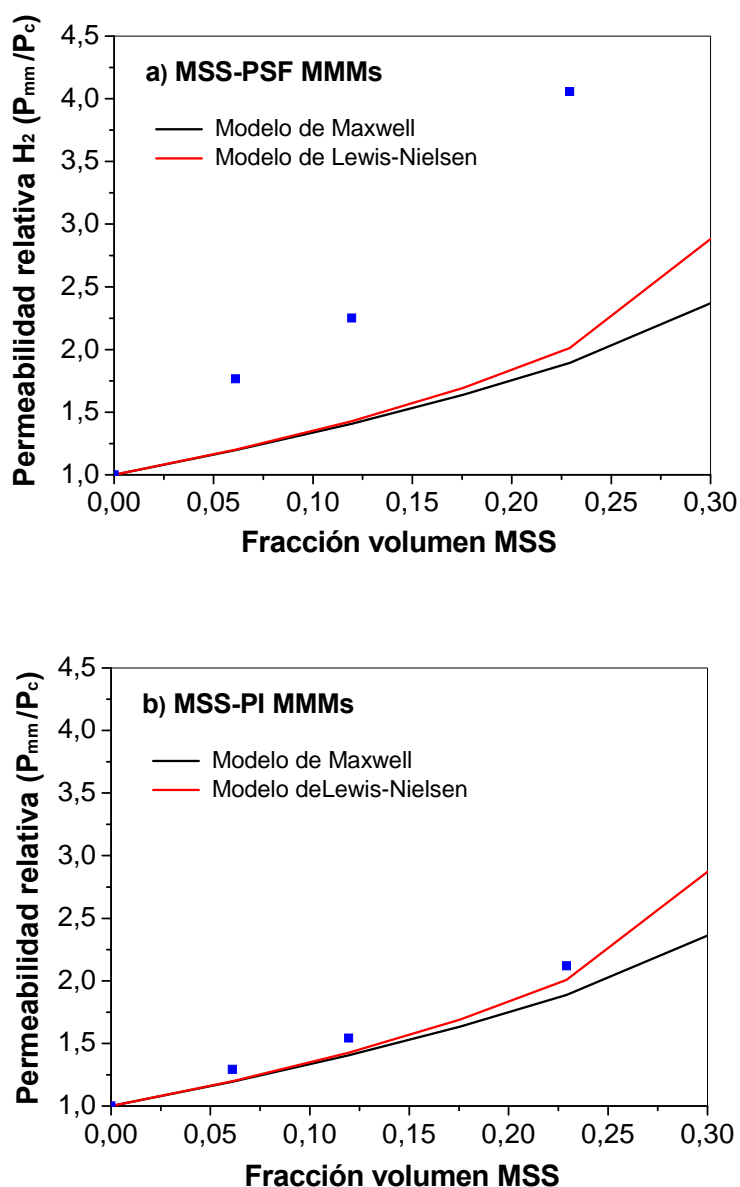 4,5
4,0
3,5
3,0
2,5
2,0
1,5
1,0
Permeabilidad relativa H2 (Pmm/Pc)
a) MSS-PSF MMMs
Modelo de Maxwell
Modelo de Lewis-Nielsen
0,00 0,05 0,10 0,15 0,20 0,25 0,30
Fracción volumen MSS
4,5
4,0
3,5
3,0
2,5
2,0
1,5
1,0
Permeabilidad relativa (Pmm/Pc)
b) MSS-PI MMMs
Modelo de Maxwell
Modelo deLewis-Nielsen
0,00 0,05 0,10 0,15 0,20 0,25 0,30
Fracción volumen MSS